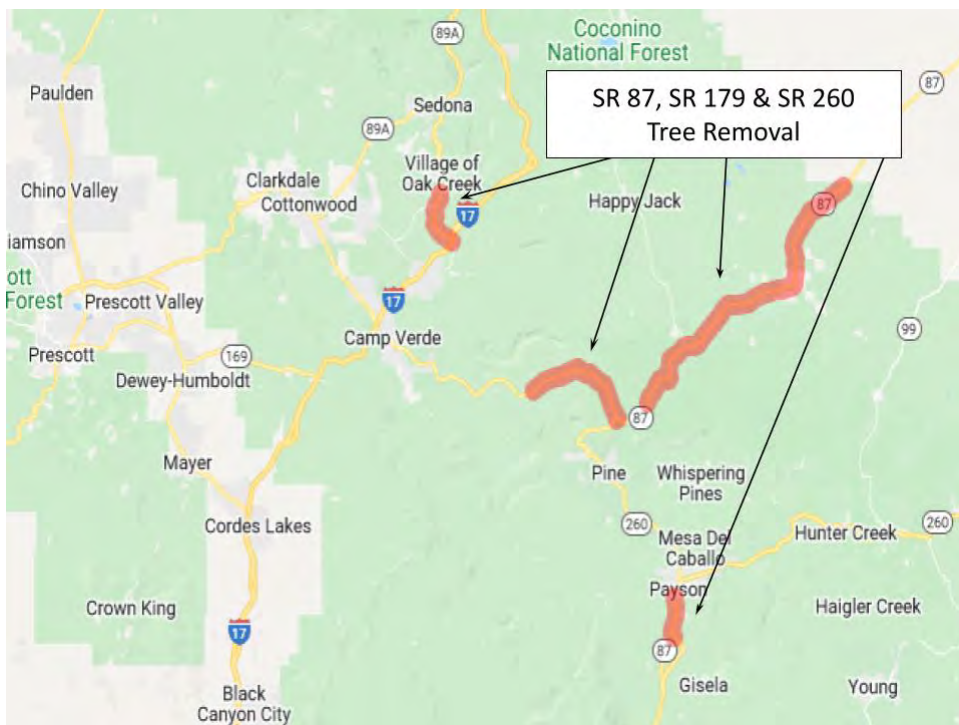 Coconino
National Forest
89A
87
Paulden
SR 87, SR 179 & SR 260
Tree Removal
Sedona
89A
Village of
Oak Creek
Clarkdale
Chino Valley
Cottonwood
Happy Jack
87
17
iamson
ott
Forest
Prescott Valley
17
99
Camp Verde
Prescott
169
Dewey-Humboldt
87
Mayer
Pine
Whispering
Pines
Cordes Lakes
260
Hunter Creek
260
Mesa Del
Caballo
Payson
Crown King
Haigler Creek
17
87
Gisela
Young
Black
Canyon City